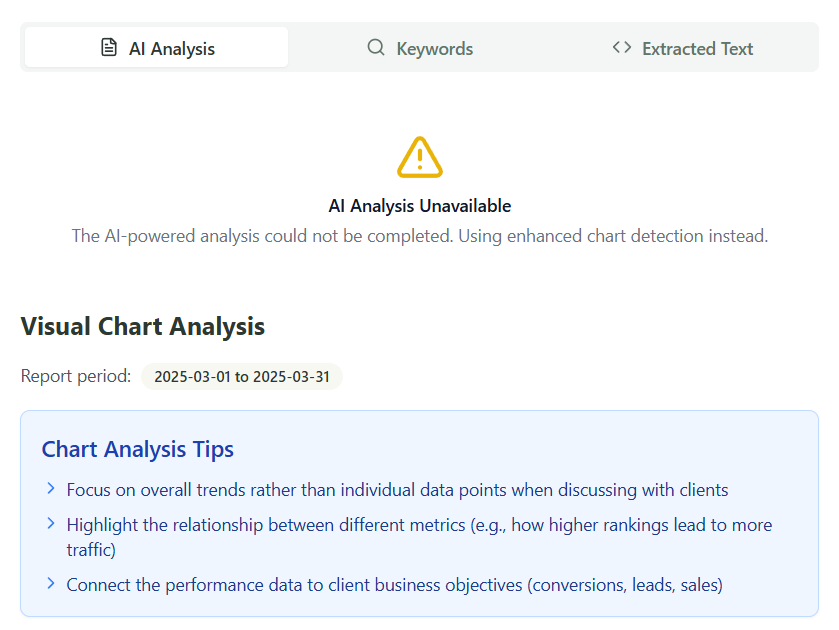 AI Analysis
Keywords
Extracted Text
AI Analysis Unavailable
The AI-powered analysis could not be completed. Using enhanced chart detection instead.
Visual Chart Analysis
Report period: 2025-03-01 to 2025-03-31
Chart Analysis Tips
Focus on overall trends rather than individual data points when discussing with clients
Highlight the relationship between different metrics (e.g., how higher rankings lead to more
traffic)
Connect the performance data to client business objectives (conversions, leads, sales)